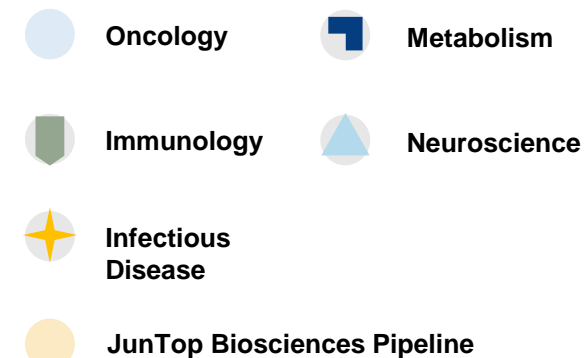 Oncology
Metabolism
Immunology
Neuroscience
Infectious
Disease
JunTop Biosciences Pipeline